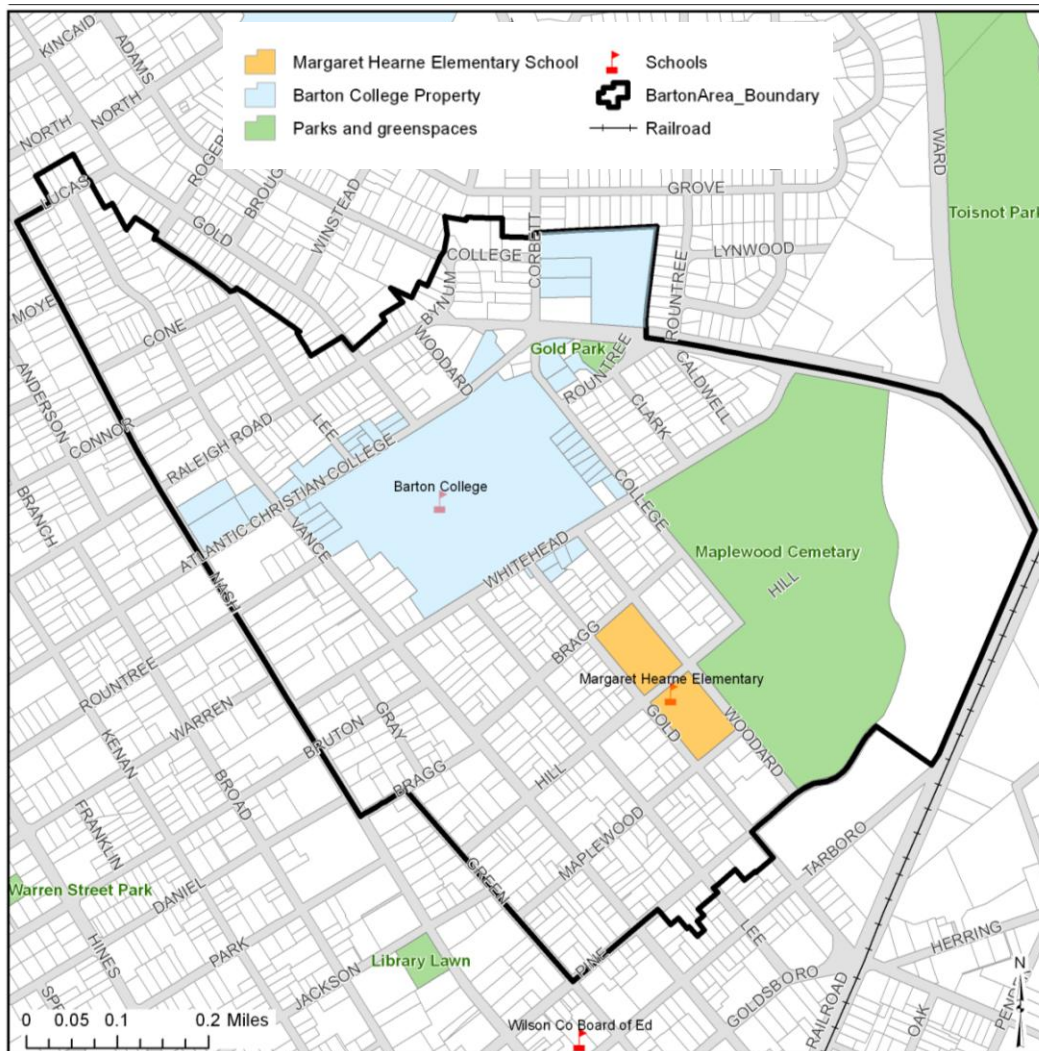 KINCAID
ADAMS
NORTH
NORTH
ROGER
BROUG
WINSTEAD
LUCAS
GOLD
Margaret Hearne Elementary School
Barton College Property
Parks and greenspaces
Schools
BartonArea_Boundary
Railroad
WARD
GROVE
Toisnot Park
LYNWOOD
COLLEGE
CORBETT
BYNUM
ROUNTREE
MOYE
CONE
WOODARD
Gold Park
ROUNTREE
CALDWELL
CLARK
ANDERSON
CONNOR
RALEIGH ROAD
LEE
BRANCH
ATLANTIC CHRISTIAN COLLEGE
Barton College
COLLEGE
VANCE
WHITEHEAD
Maplewood Cemetary
HILL
NASH
BRAGG
Margaret Hearne Elementary
ROUNTREE
WARREN
KENAN
BRUTON
GRAY
GOLD
WOODARD
BROAD
BRAGG
HILL
FRANKLIN
MAPLEWOOD
TARBORO
Warren Street Park
DANIEL
GREEN
HINES
PARK
LEE
Library Lawn
PINE
HERRING
JACKSON
GOLDSBORO
RAILROAD
OAK
PENDE
SPR
N
0 0.05 0.1 0.2 Miles
Wilson Co Board of Ed